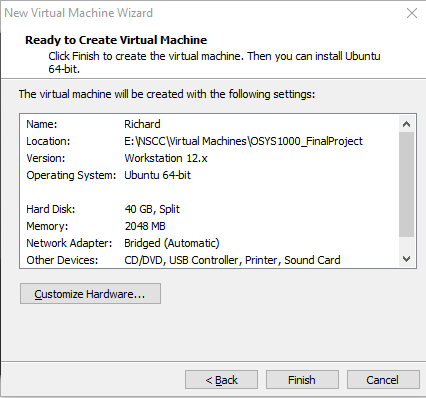 New Virtual Machine Wizard
Ready to Create Virtual Machine
Click Finish to create the virtual machine. Then you can install Ubuntu
64-bit.
The virtual machine will be created with the following settings:
Name: Richard
Location: E:\NSCC\Virtual Machines\OSYS1000_FinalProject
Version: Workstation 12.x
Operating System: Ubuntu 64-bit
Hard Disk: 40 GB, Split
Memory: 2048 MB
Network Adapter: Bridged (Automatic)
Other Devices: CD/DVD, USB Controller, Printer, Sound Card
Customize Hardware...
< Back Finish Cancel